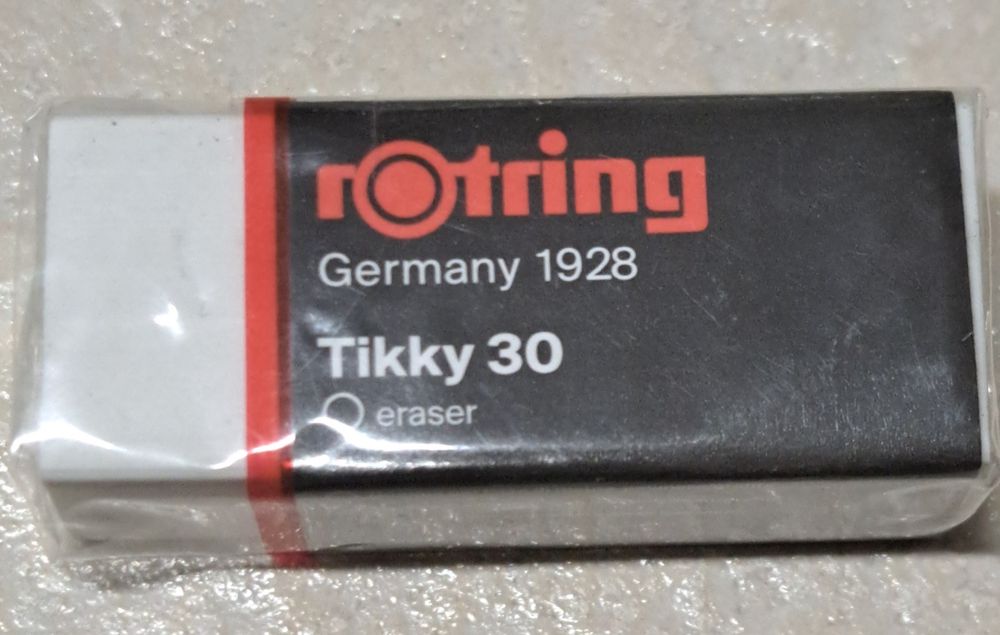 rotring
Germany 1928
Tikky 30
eraser